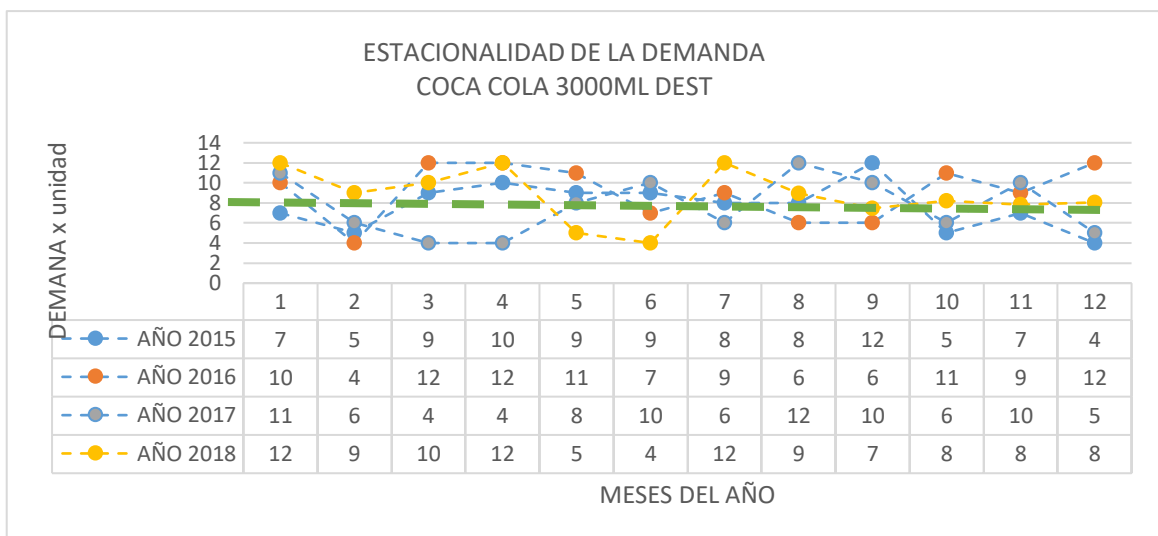 ESTACIONALIDAD DE LA DEMANDA
COCA COLA 3000ML DEST
DEMANA x unidad
14
12
10
8
6
4
2
0
1 2 3 4 5 6 7 8 9 10 11 12
AÑO 2015 7 5 9 10 9 9 8 8 12 5 7 4
AÑO 2016 10 4 12 12 11 7 9 6 6 11 9 12
AÑO 2017 11 6 4 4 8 10 6 12 10 6 10 5
AÑO 2018 12 9 10 12 5 4 12 9 7 8 8 8
MESES DEL AÑO